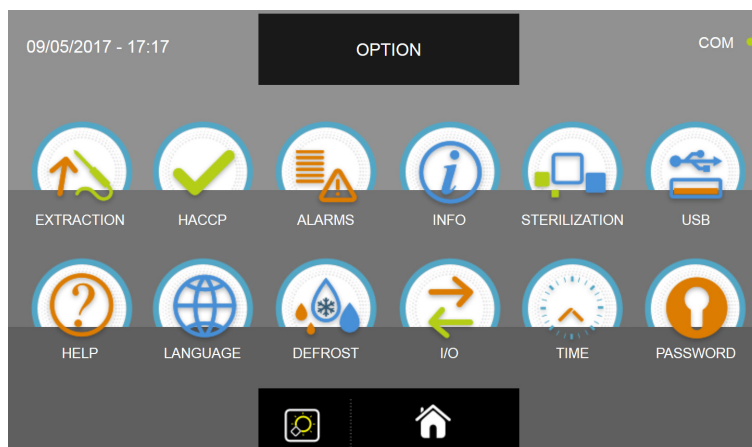 09/05/2017 - 17:17
OPTION
COM
EXTRACTION
HACCP
ALARMS
INFO
STERILIZATION
USB
HELP
LANGUAGE
DEFROST
I/O
TIME
PASSWORD